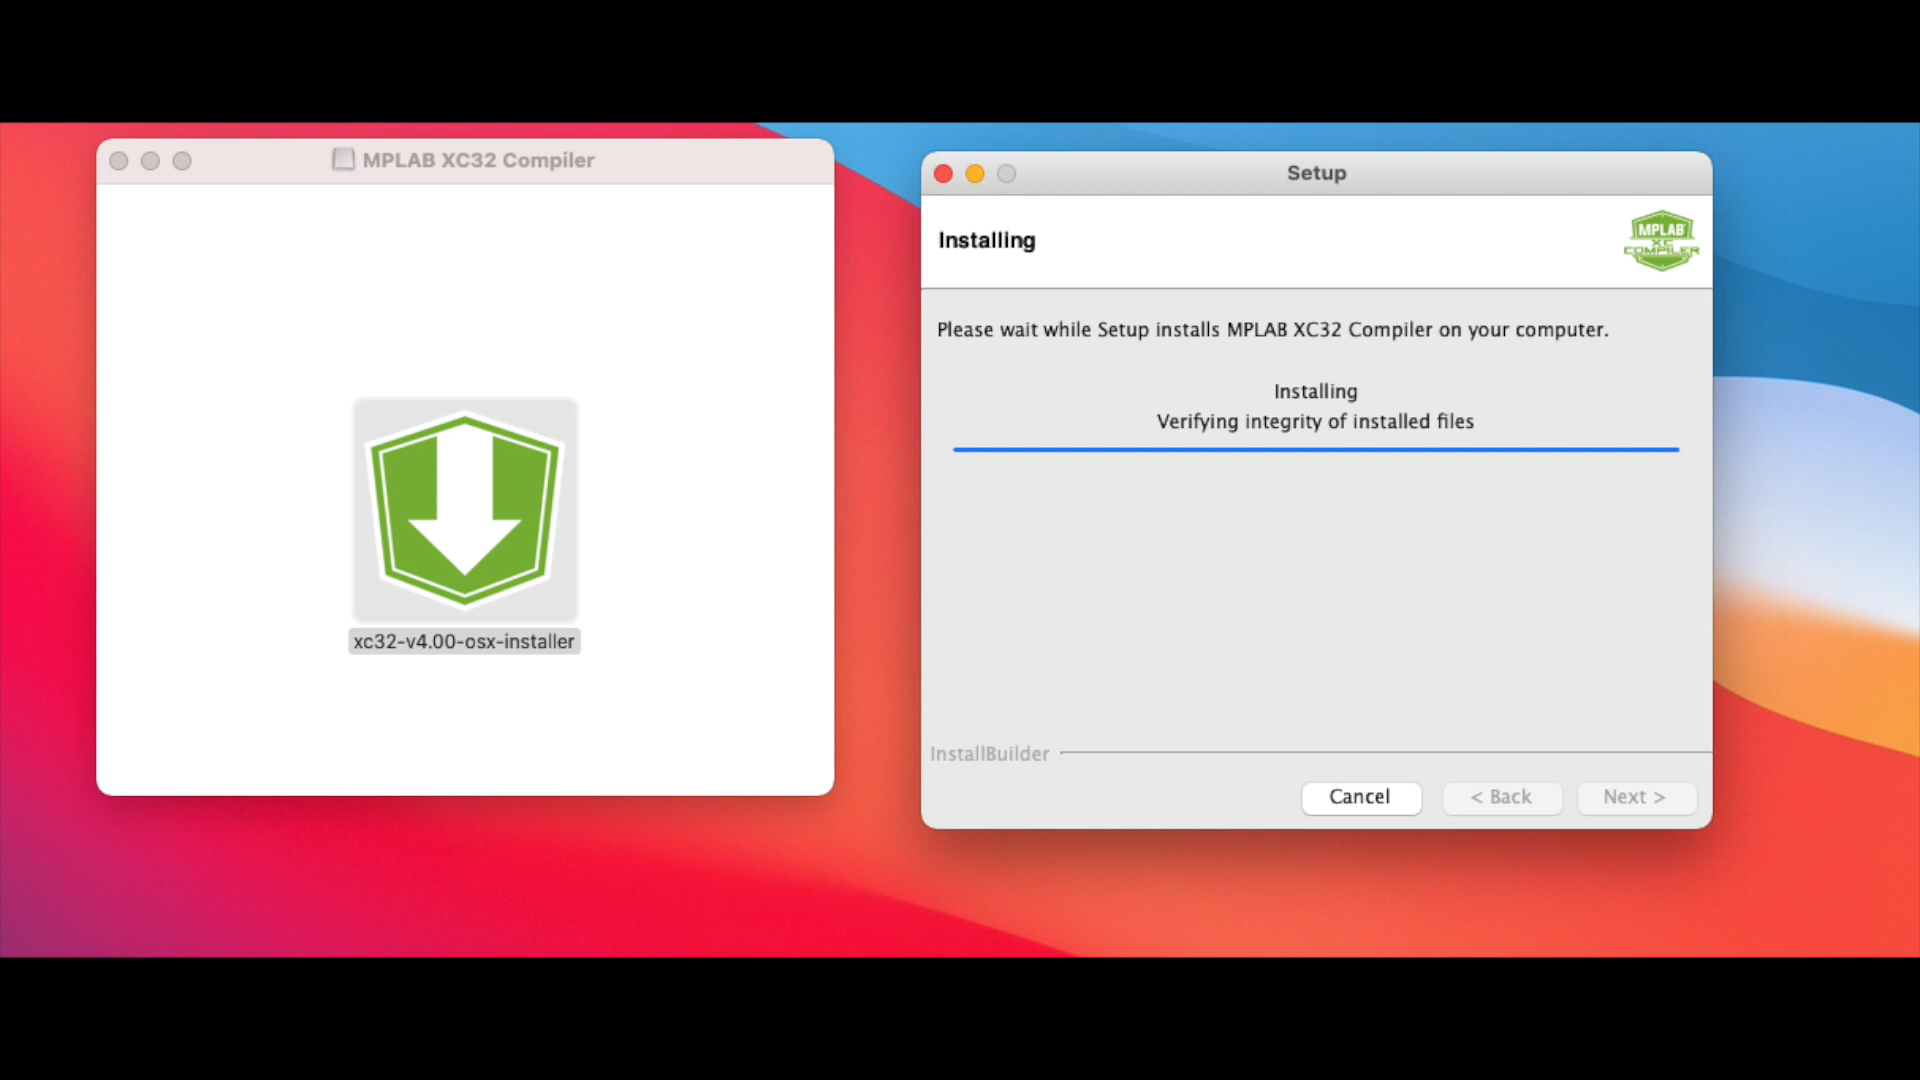 MPLAB XC32 Compiler
xc32-v4.00-osx-installer
Setup
Installing
MPLAB
XC
COMPILER
Please wait while Setup installs MPLAB XC32 Compiler on your computer.
Installing
Verifying integrity of installed files
InstallBuilder
Cancel
< Back
Next >